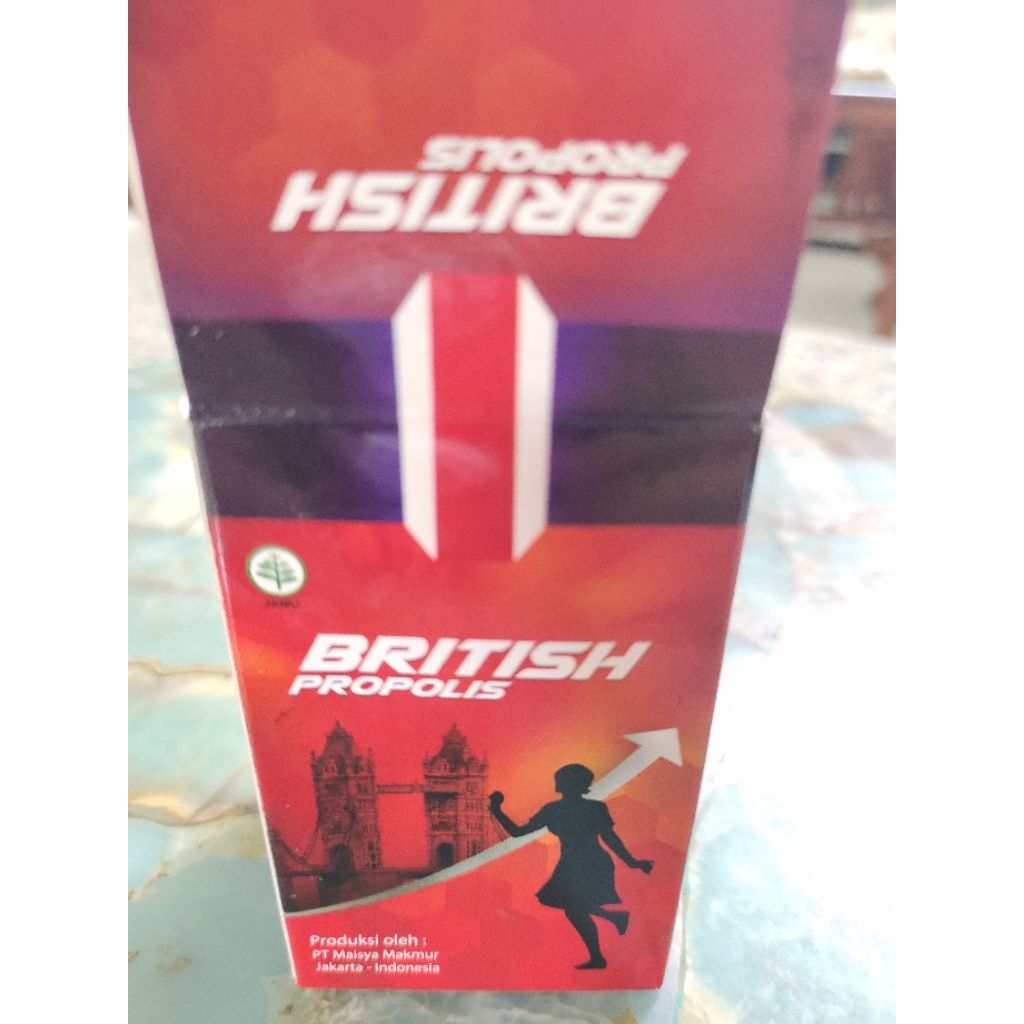 BRITISH
PROPOLIS
JAMU
BRITISH
PROPOLIS
Produksi oleh :
PT Maisya Makmur
Jakarta - Indonesia